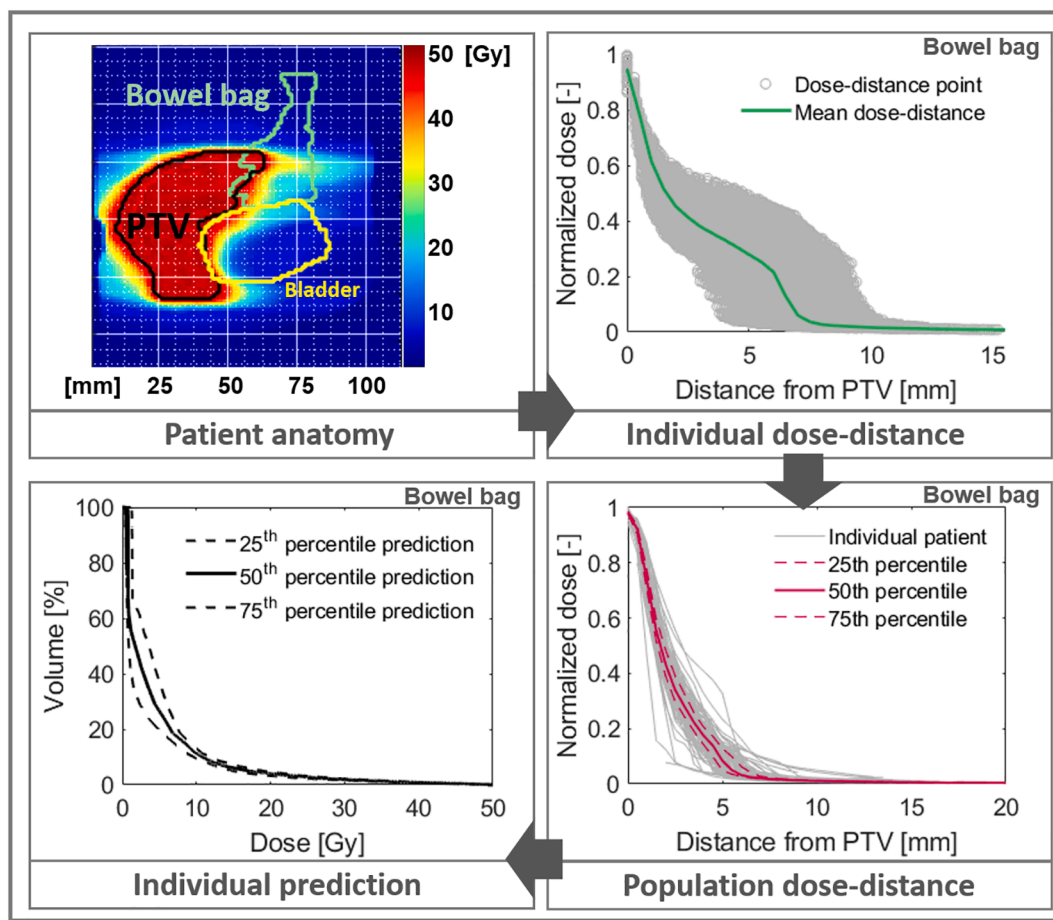 50 [Gy]
Bowel bag
40
30
PTV
20
Bladder
10
[mm] 25 50 75 100
Patient anatomy
Bowel bag
Normalized dose [-]
1
0.8
0.6
0.4
0.2
0
Dose-distance point
Mean dose-distance
0 5 10 15
Distance from PTV [mm]
Individual dose-distance
Bowel bag
Volume [%]
100
80
60
40
20
0
25th percentile prediction
50th percentile prediction
75th percentile prediction
0 10 20 30 40 50
Dose [Gy]
Individual prediction
Bowel bag
Normalized dose [-]
1
0.8
0.6
0.4
0.2
0
Individual patient
25th percentile
50th percentile
75th percentile
0 5 10 15 20
Distance from PTV [mm]
Population dose-distance